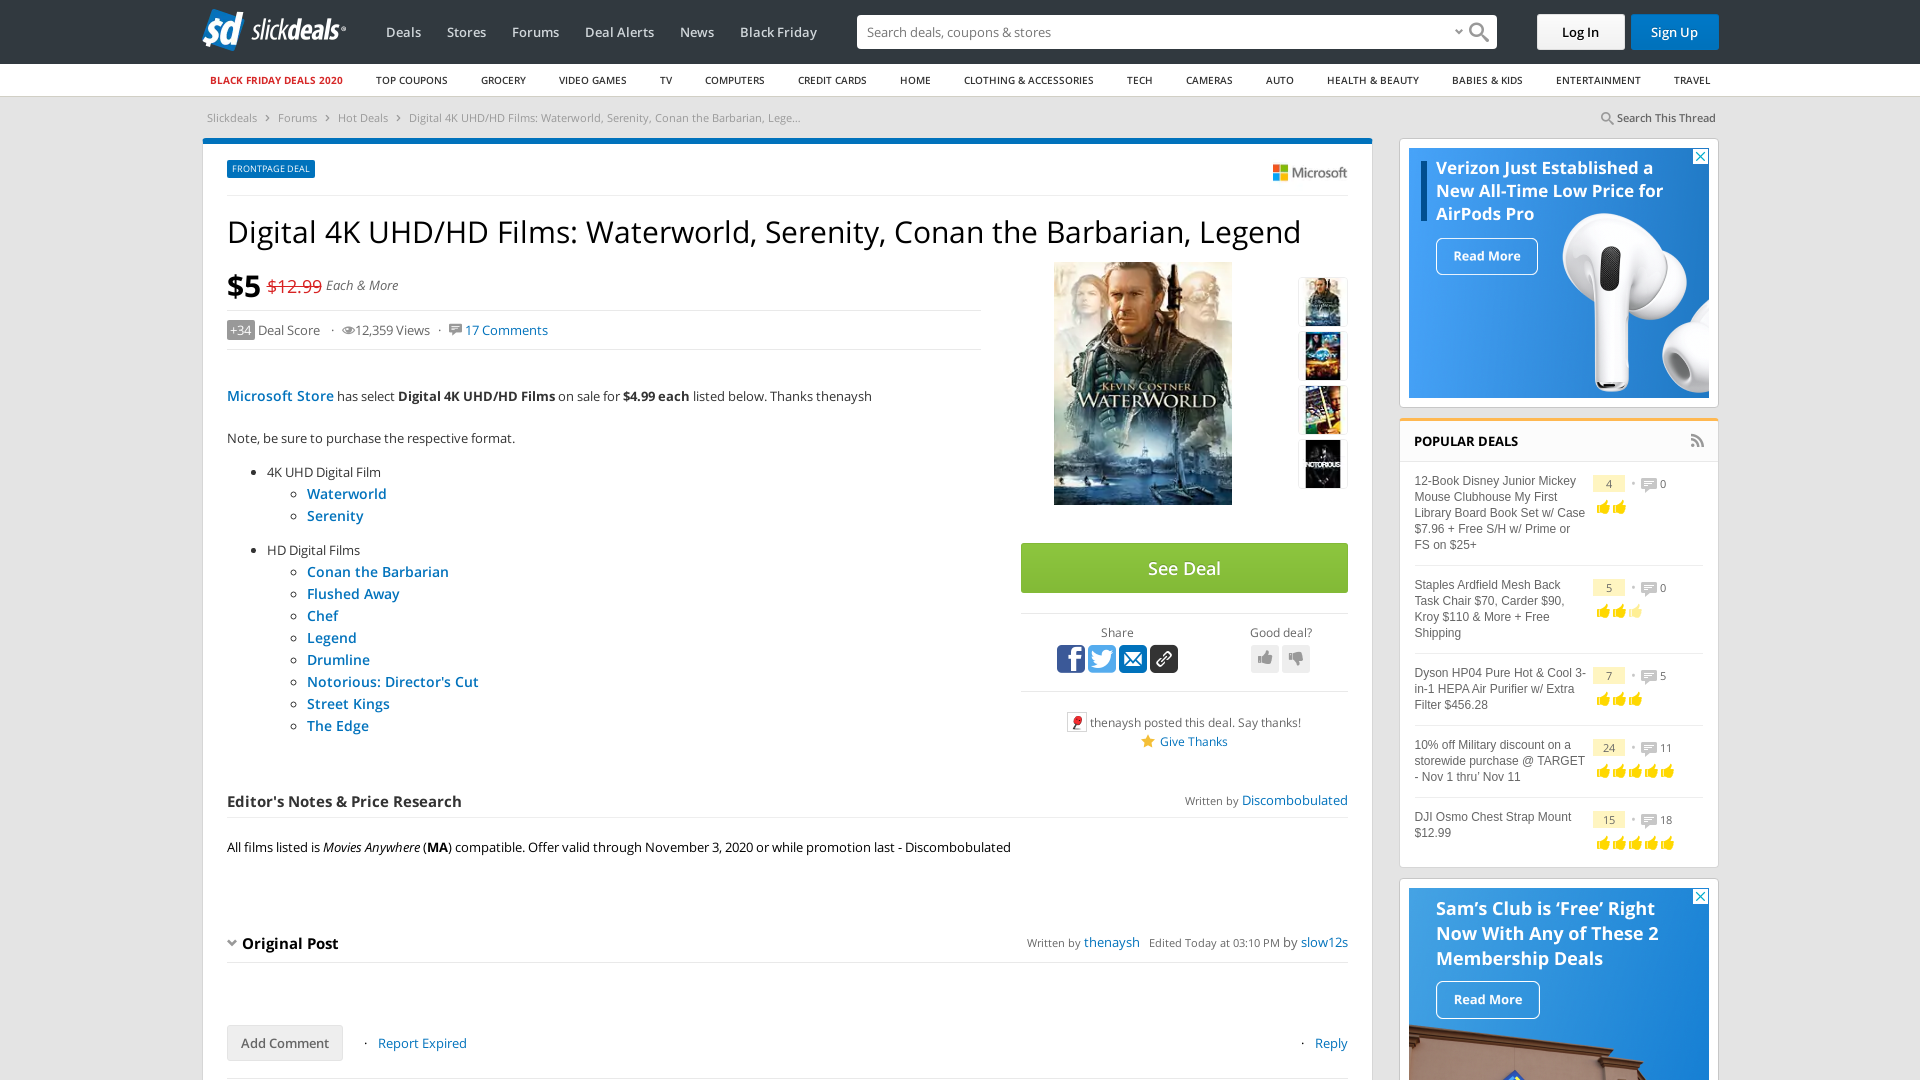 sd slickdeals
Deals Stores Forums Deal Alerts News Black Friday
Search deals, coupons & stores
Log In
Sign Up
BLACK FRIDAY DEALS 2020 TOP COUPONS GROCERY VIDEO GAMES TV COMPUTERS CREDIT CARDS HOME CLOTHING & ACCESSORIES TECH CAMERAS AUTO HEALTH & BEAUTY BABIES & KIDS ENTERTAINMENT TRAVEL
Slickdeals › Forums › Hot Deals › Digital 4K UHD/HD Films: Waterworld, Serenity, Conan the Barbarian, Lege...
Search This Thread
FRONTPAGE DEAL
Microsoft
Digital 4K UHD/HD Films: Waterworld, Serenity, Conan the Barbarian, Legend
$5 $12.99 Each & More
+34 Deal Score · 12,359 Views · 17 Comments
Microsoft Store has select Digital 4K UHD/HD Films on sale for $4.99 each listed below. Thanks thenaysh
Note, be sure to purchase the respective format.
4K UHD Digital Film
Waterworld
Serenity
HD Digital Films
Conan the Barbarian
Flushed Away
Chef
Legend
Drumline
Notorious: Director's Cut
Street Kings
The Edge
KEVIN COSTNER
WATERWORLD
SERENITY
NOTORIOUS
See Deal
Share
Good deal?
thenaysh posted this deal. Say thanks!
Give Thanks
Editor's Notes & Price Research
Written by Discombobulated
All films listed is Movies Anywhere (MA) compatible. Offer valid through November 3, 2020 or while promotion last - Discombobulated
Original Post
Written by thenaysh Edited Today at 03:10 PM by slow12s
Add Comment
· Report Expired
· Reply
Verizon Just Established a
New All-Time Low Price for
AirPods Pro
Read More
POPULAR DEALS
12-Book Disney Junior Mickey
Mouse Clubhouse My First
Library Board Book Set w/ Case
$7.96 + Free S/H w/ Prime or
FS on $25+
4 • 0
Staples Ardfield Mesh Back
Task Chair $70, Carder $90,
Kroy $110 & More + Free
Shipping
5 • 0
Dyson HP04 Pure Hot & Cool 3-
in-1 HEPA Air Purifier w/ Extra
Filter $456.28
7 • 5
10% off Military discount on a
storewide purchase @ TARGET
- Nov 1 thru' Nov 11
24 • 11
DJI Osmo Chest Strap Mount
$12.99
15 • 18
Sam's Club is 'Free' Right
Now With Any of These 2
Membership Deals
Read More